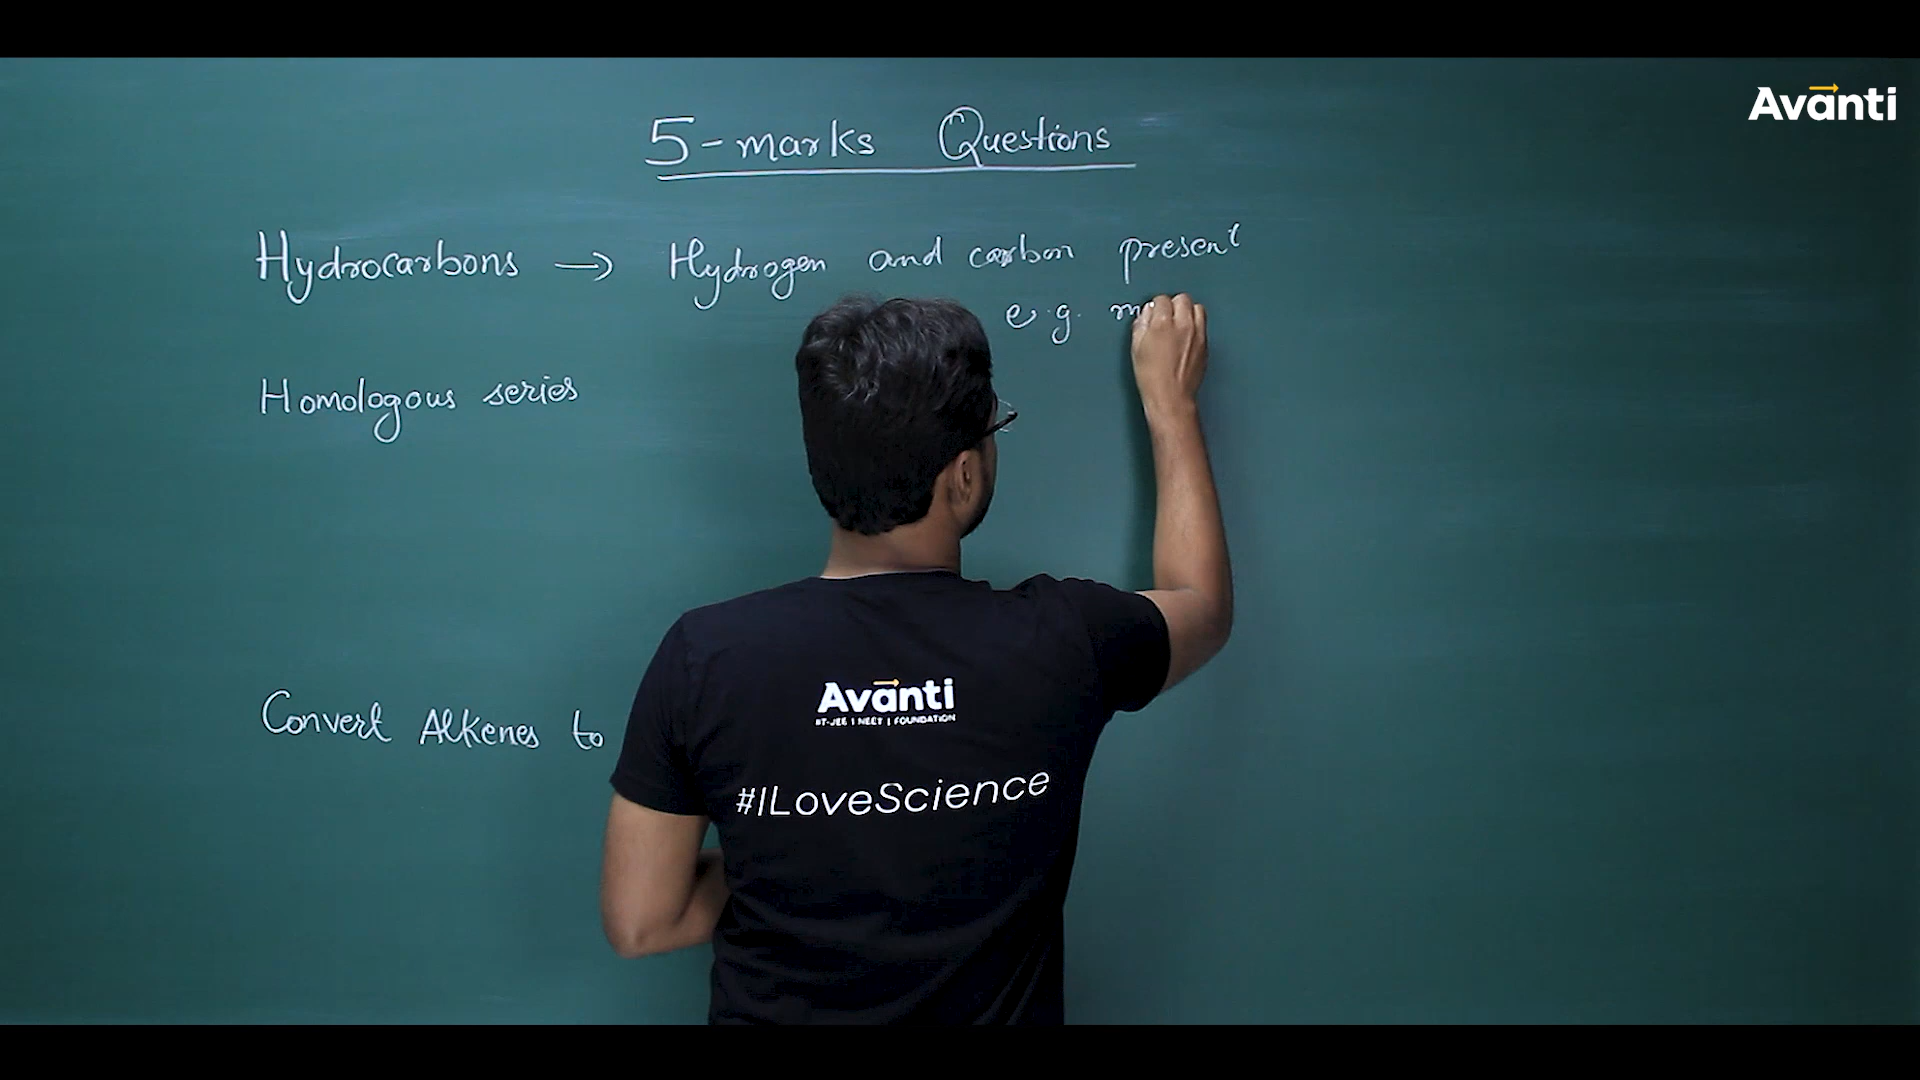 Avanti
5-marks Questions
Hydrocarbons → Hydrogen and carbon present
e.g.
Homologous series
Convert Alkenes to
Avanti
IIT-JEE | NEET | FOUNDATION
#ILoveScience